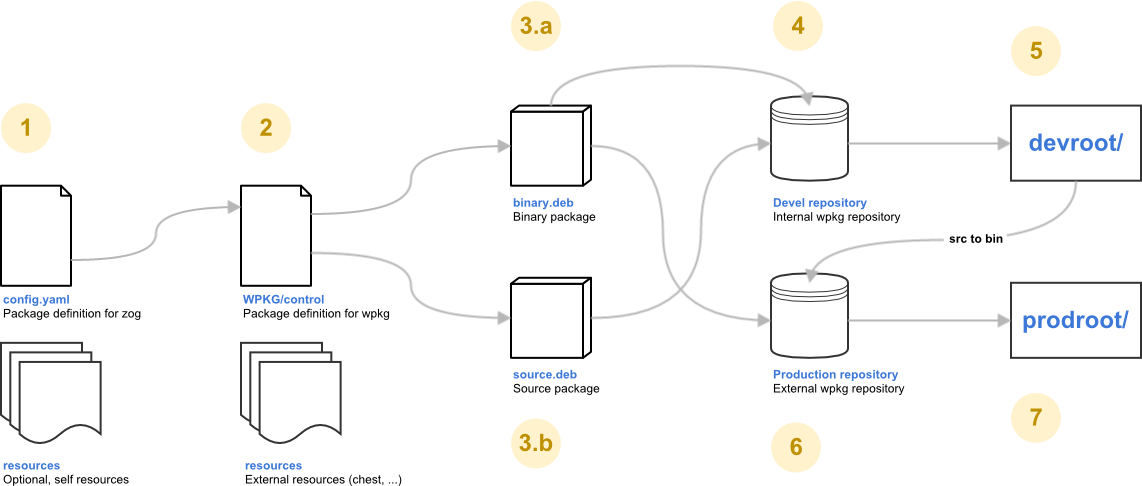 1
config.yaml
Package definition for zog
resources
Optional, self resources
2
WPKG/control
Package definition for wpkg
resources
External resources (chest, ...)
3.a
binary.deb
Binary package
source.deb
Source package
3.b
4
Devel repository
Internal wpkg repository
5
devroot/
src to bin
Production repository
External wpkg repository
6
prodroot/
7